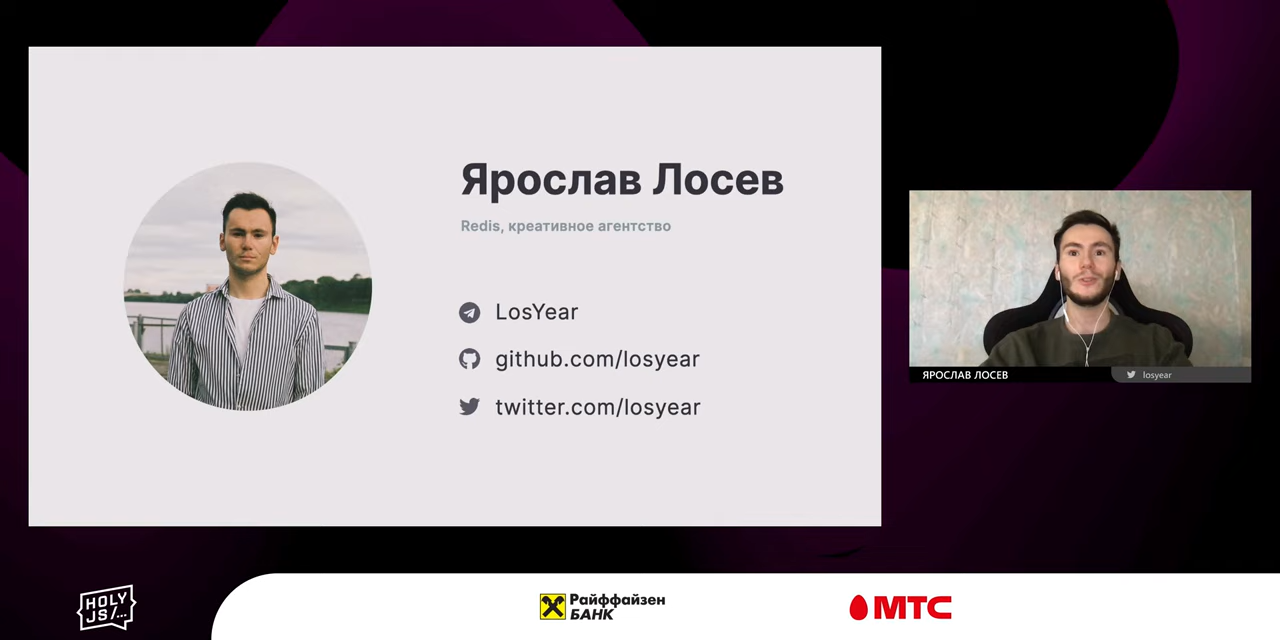 Ярослав Лосев
Redis, креативное агентство
LosYear
github.com/losyear
twitter.com/losyear
ЯРОСЛАВ ЛОСЕВ
losyear
HOLY
JS/...
Райффайзен
БАНК
МТС